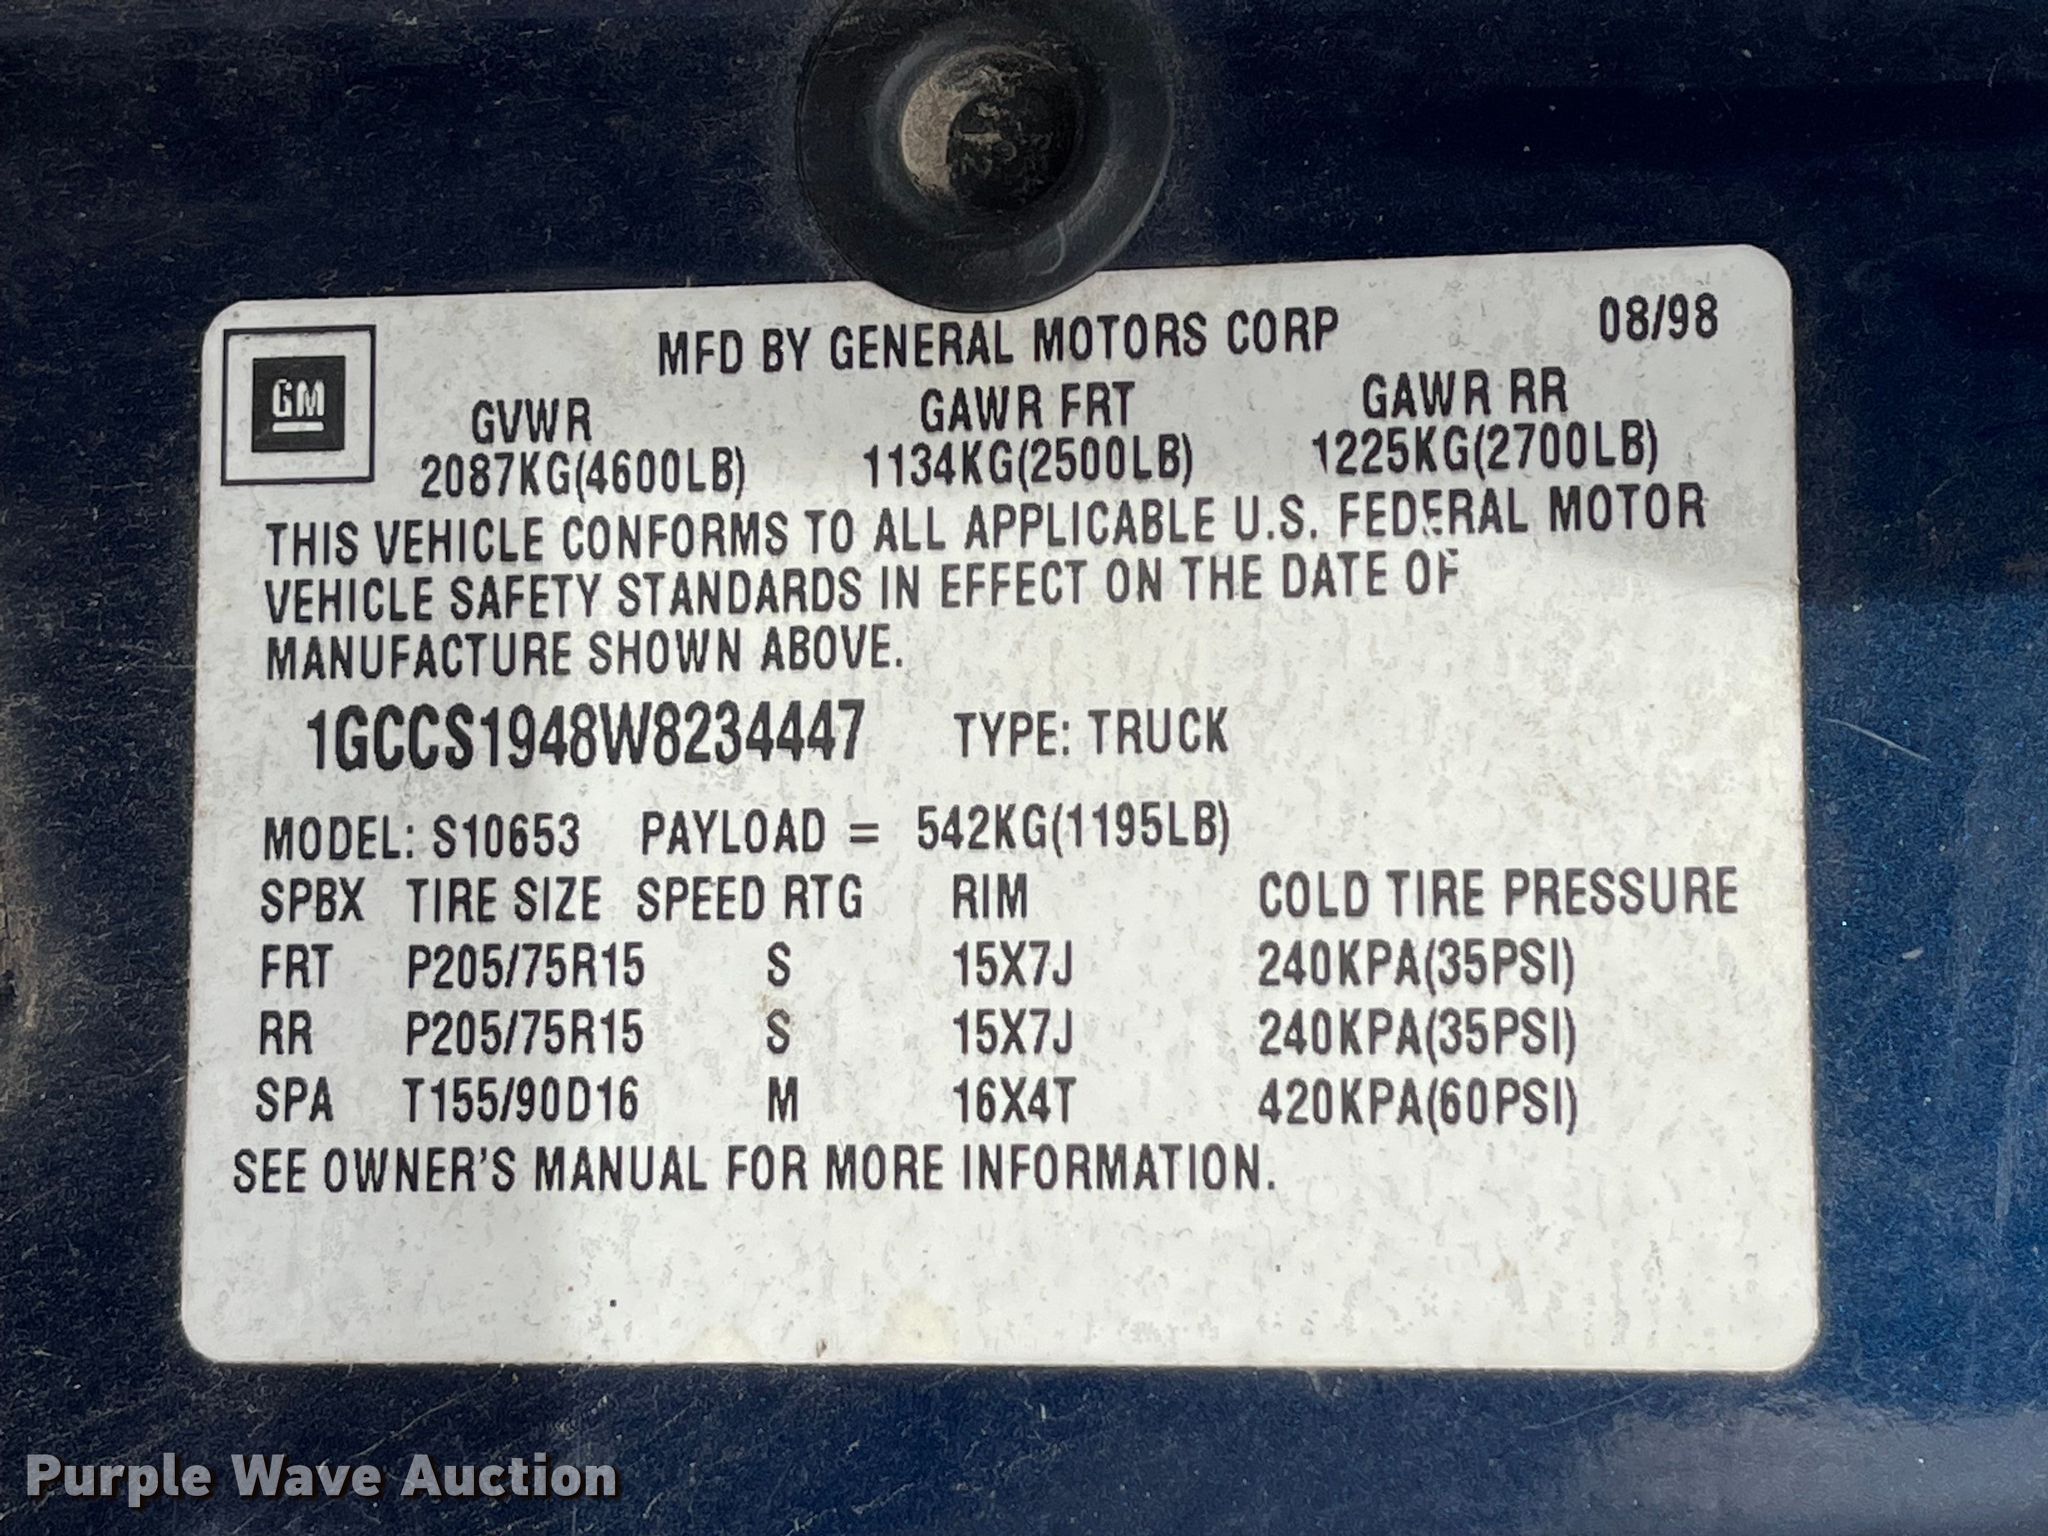 MFD BY GENERAL MOTORS CORP 08/98
GM
GVWR GAWR FRT GAWR RR
2087KG(4600LB) 1134KG(2500LB) 1225KG(2700LB)
THIS VEHICLE CONFORMS TO ALL APPLICABLE U.S. FEDERAL MOTOR
VEHICLE SAFETY STANDARDS IN EFFECT ON THE DATE OF
MANUFACTURE SHOWN ABOVE.
1GCCS1948W8234447 TYPE: TRUCK
MODEL: S10653 PAYLOAD = 542KG(1195LB)
SPBX TIRE SIZE SPEED RTG RIM COLD TIRE PRESSURE
FRT P205/75R15 S 15X7J 240KPA(35PSI)
RR P205/75R15 S 15X7J 240KPA(35PSI)
SPA T155/90D16 M 16X4T 420KPA(60PSI)
SEE OWNER'S MANUAL FOR MORE INFORMATION.
Purple Wave Auction